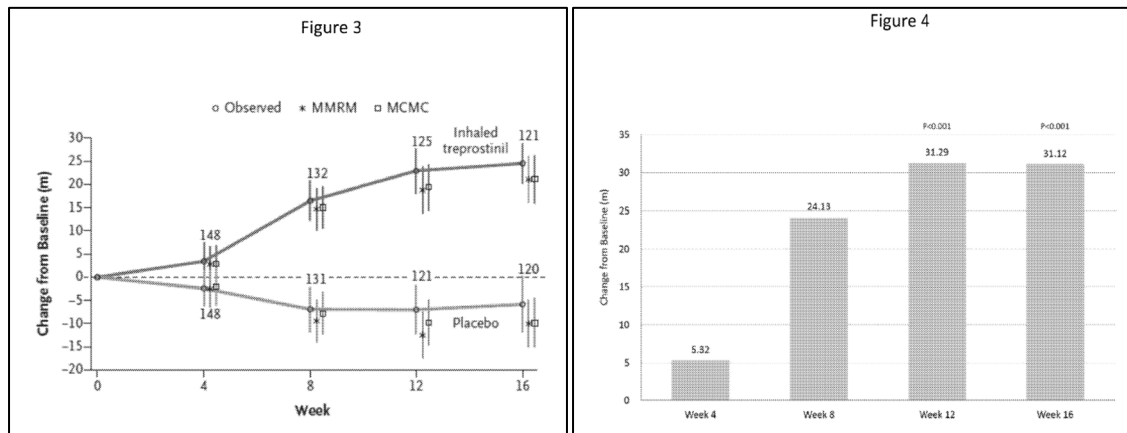 Figure 3
○ Observed * MMRM □ MCMC
Change from Baseline (m)
30
25
20
15
10
5
0
−5
−10
−15
−20
148
132
125
121
Inhaled
treprostinil
148
131
121
120
Placebo
0 4 8 12 16
Week
Figure 4
P<0.001 P<0.001
Change from Baseline (m)
35
30
25
20
15
10
5
0
5.32
24.13
31.29
31.12
Week 4 Week 8 Week 12 Week 16